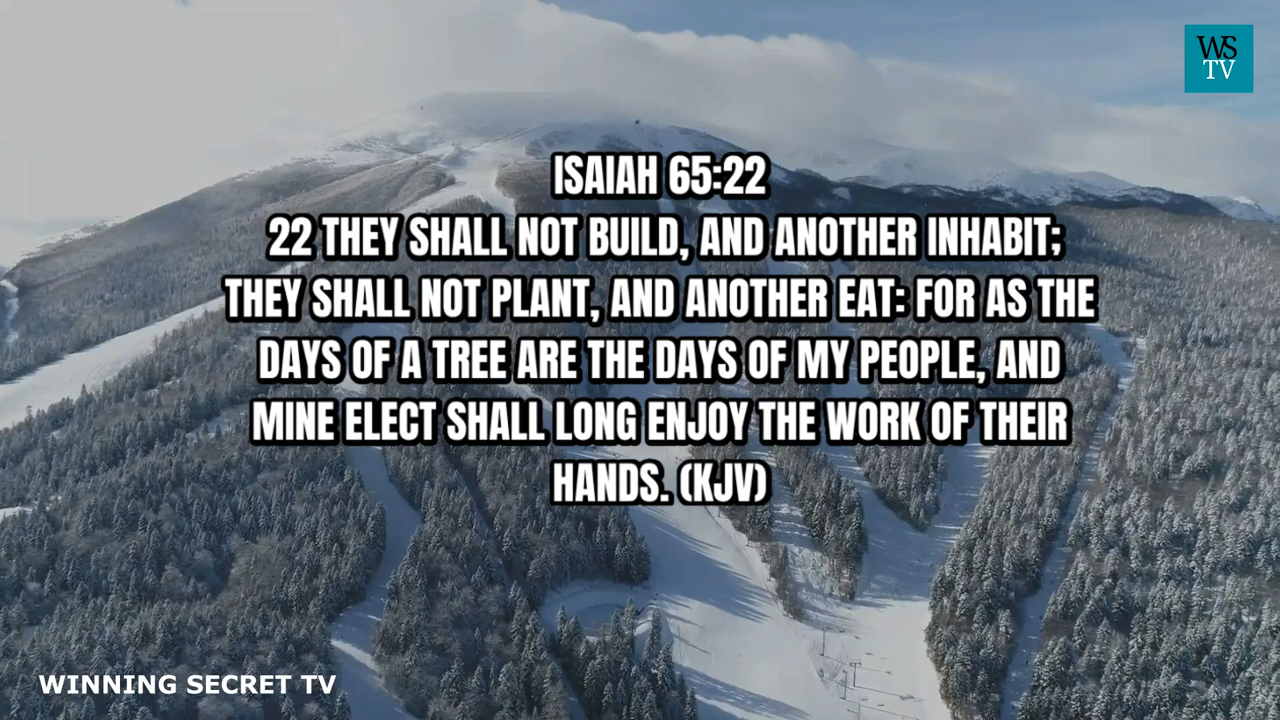 WS
TV
ISAIAH 65:22
22 THEY SHALL NOT BUILD, AND ANOTHER INHABIT;
THEY SHALL NOT PLANT, AND ANOTHER EAT: FOR AS THE
DAYS OF A TREE ARE THE DAYS OF MY PEOPLE, AND
MINE ELECT SHALL LONG ENJOY THE WORK OF THEIR
HANDS. (KJV)
WINNING SECRET TV